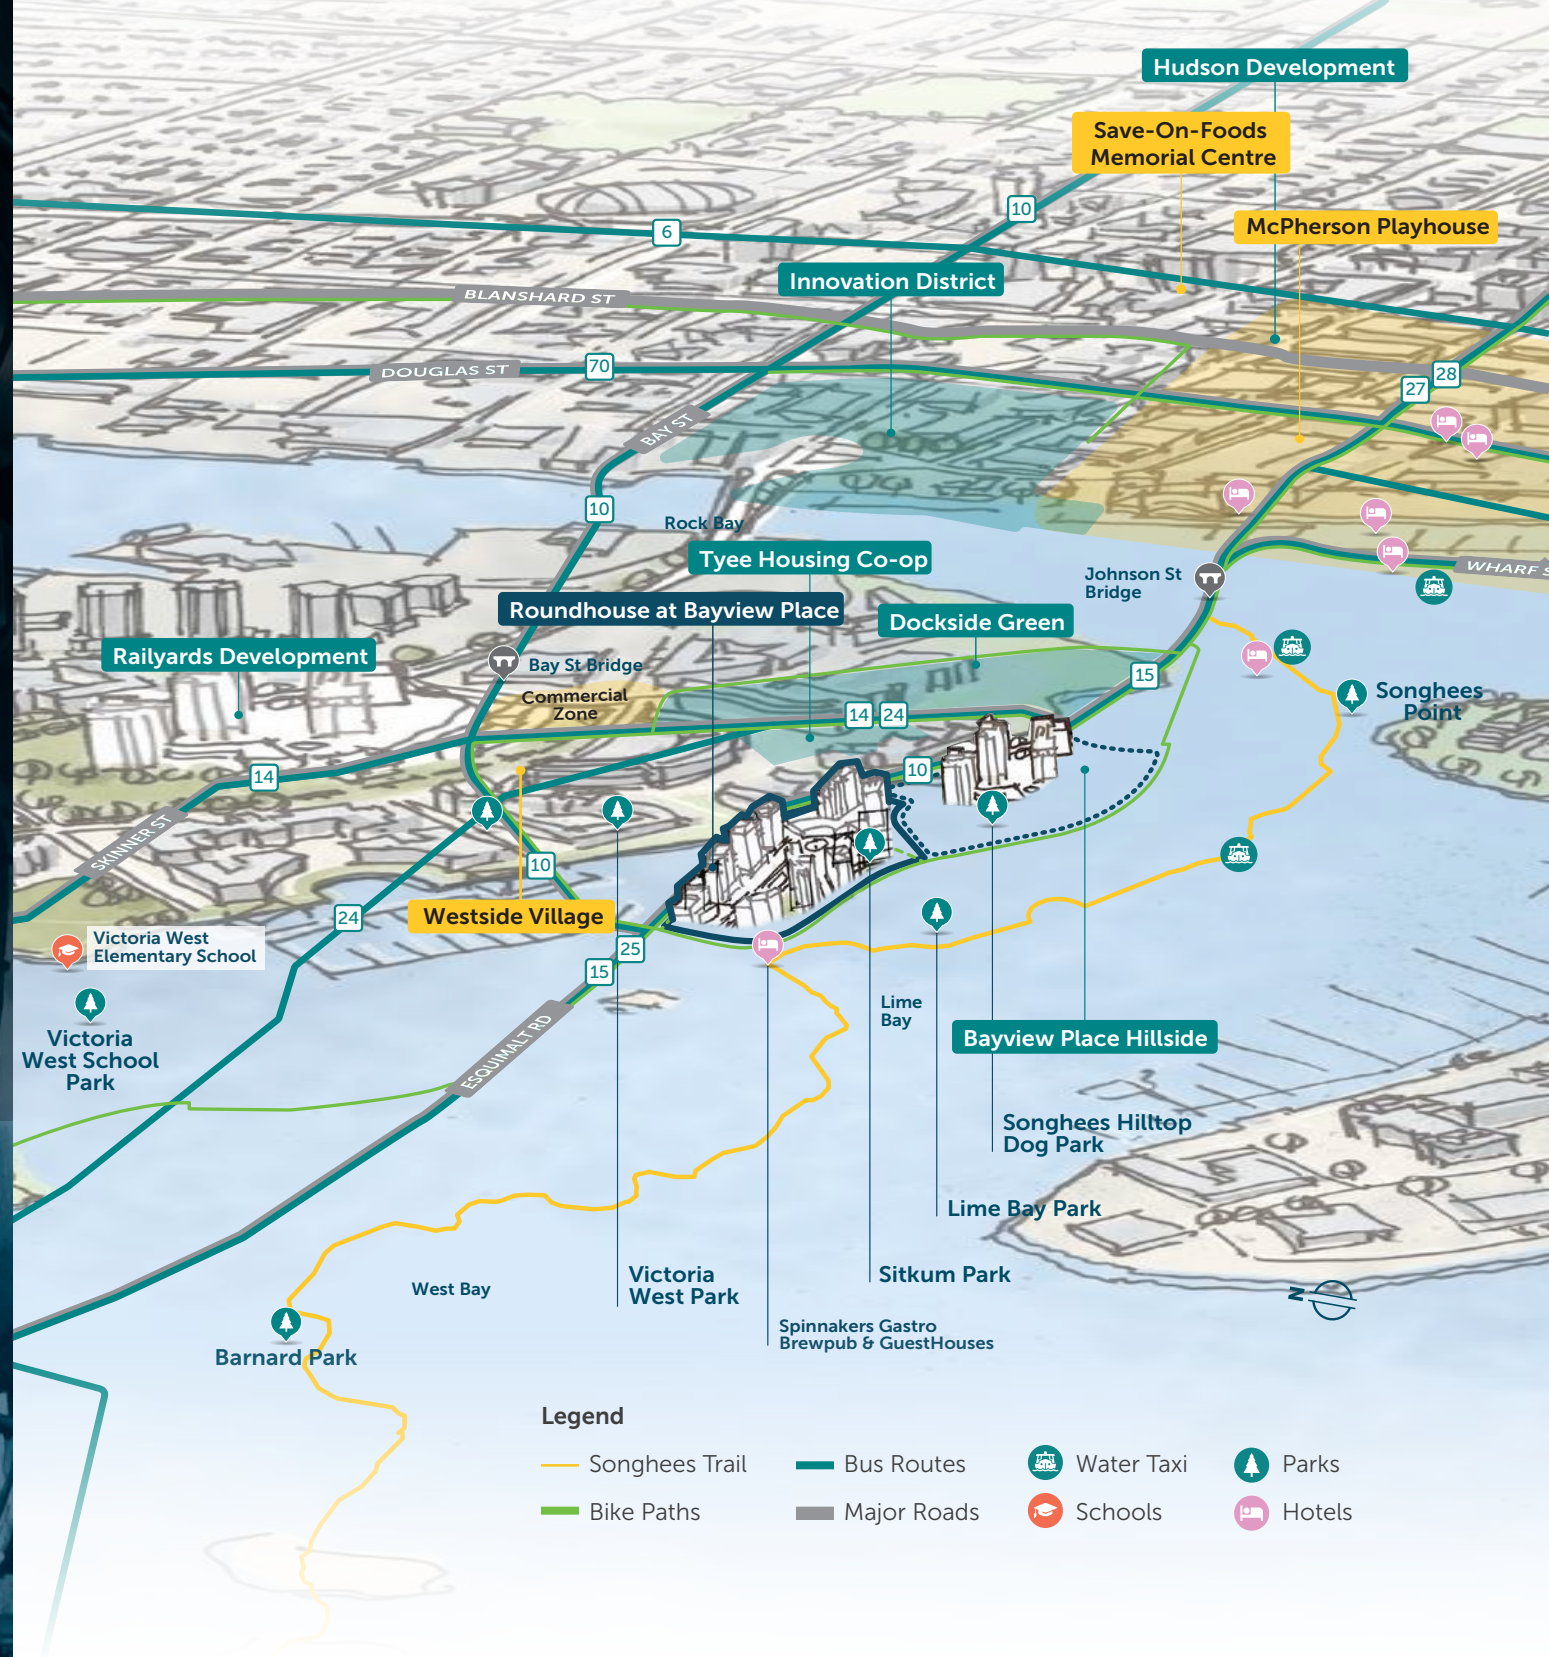 Hudson Development
Save-On-Foods
Memorial Centre
10
McPherson Playhouse
6
Innovation District
BLANSHARD ST
70
DOUGLAS ST
28
27
BAY ST
10
Rock Bay
Tyee Housing Co-op
Johnson St
Bridge
WHARF S
Roundhouse at Bayview Place
Dockside Green
Railyards Development
Bay St Bridge
15
Commercial
Zone
Songhees
Point
14
24
14
10
SKINNER ST
10
24
Westside Village
Victoria West
Elementary School
25
15
Lime
Bay
Victoria
West School
Park
ESQUIMALT RD
Bayview Place Hillside
Songhees Hilltop
Dog Park
Lime Bay Park
Victoria
West Park
Sitkum Park
West Bay
N
Spinnakers Gastro
Brewpub & GuestHouses
Barnard Park
Legend
Songhees Trail
Bus Routes
Water Taxi
Parks
Bike Paths
Major Roads
Schools
Hotels